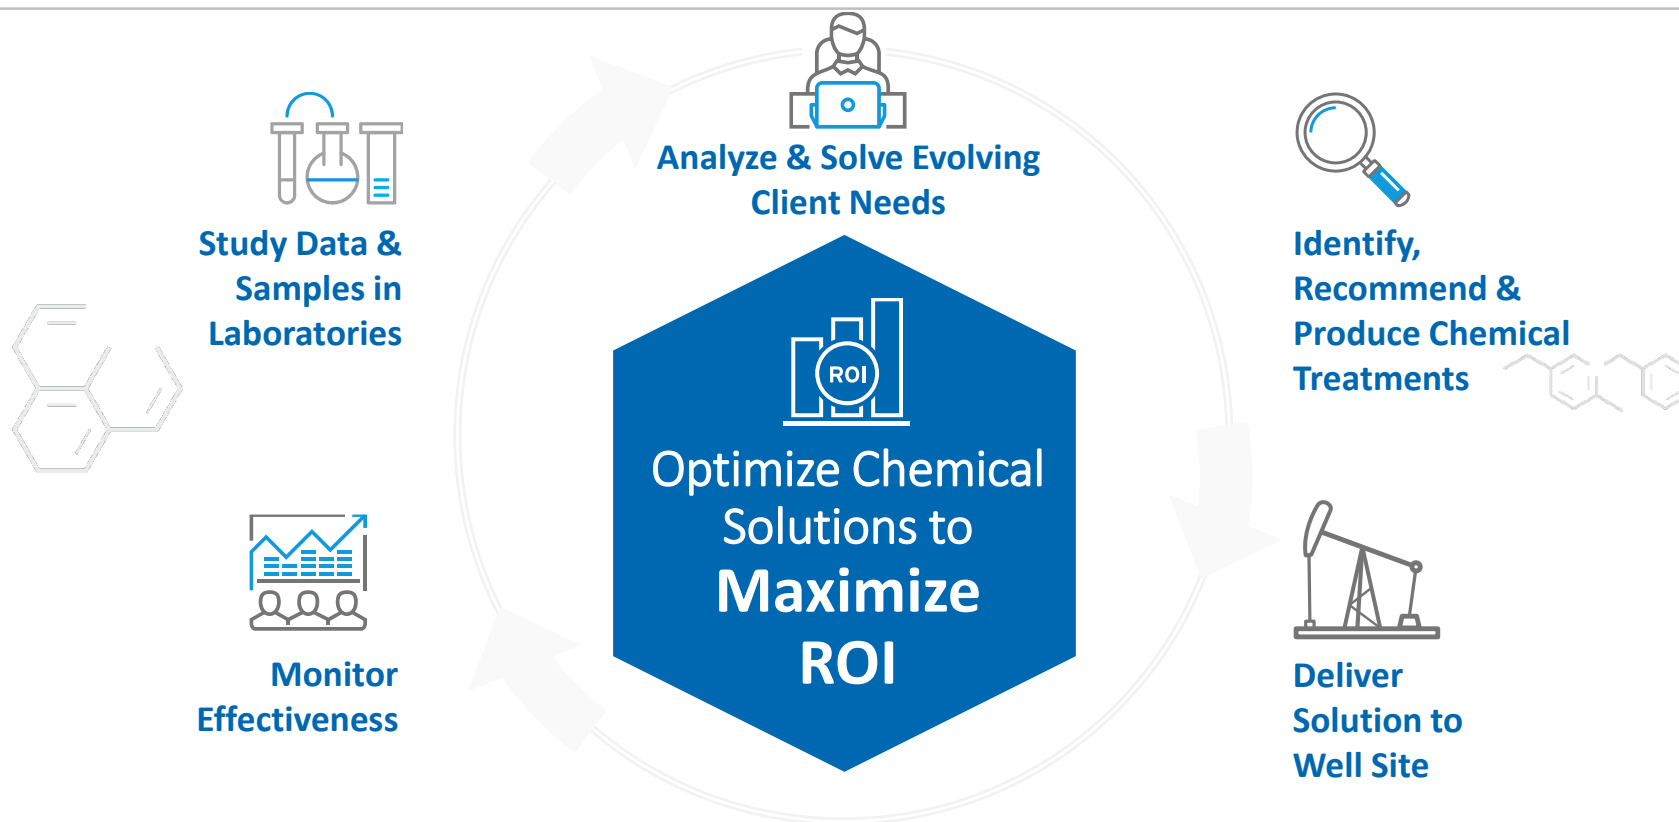 Analyze & Solve Evolving
Client Needs
Identify,
Recommend &
Produce Chemical
Treatments
Deliver
Solution to
Well Site
Monitor
Effectiveness
Study Data &
Samples in
Laboratories
ROI
Optimize Chemical
Solutions to
Maximize
ROI